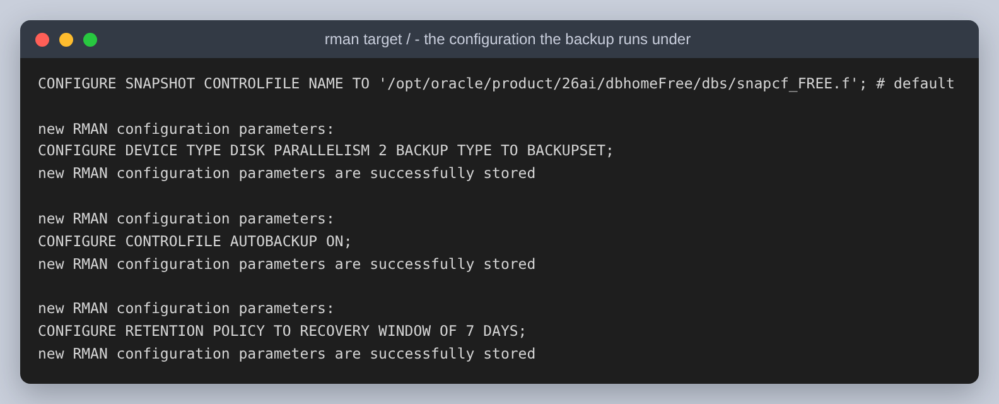 rman target / - the configuration the backup runs under
CONFIGURE SNAPSHOT CONTROLFILE NAME TO '/opt/oracle/product/26ai/dbhomeFree/dbs/snapcf_FREE.f'; # default
new RMAN configuration parameters:
CONFIGURE DEVICE TYPE DISK PARALLELISM 2 BACKUP TYPE TO BACKUPSET;
new RMAN configuration parameters are successfully stored
new RMAN configuration parameters:
CONFIGURE CONTROLFILE AUTOBACKUP ON;
new RMAN configuration parameters are successfully stored
new RMAN configuration parameters:
CONFIGURE RETENTION POLICY TO RECOVERY WINDOW OF 7 DAYS;
new RMAN configuration parameters are successfully stored